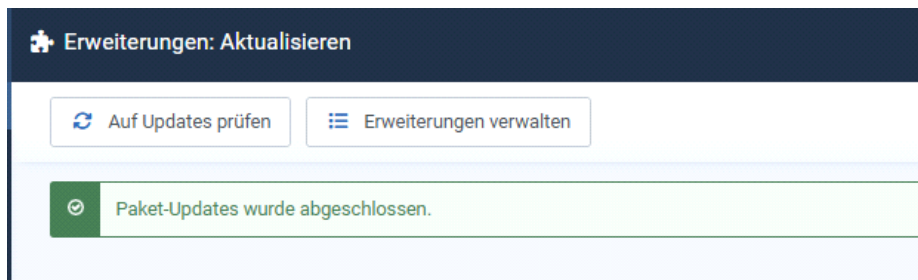 Erweiterungen: Aktualisieren
Auf Updates prüfen
Erweiterungen verwalten
Paket-Updates wurde abgeschlossen.